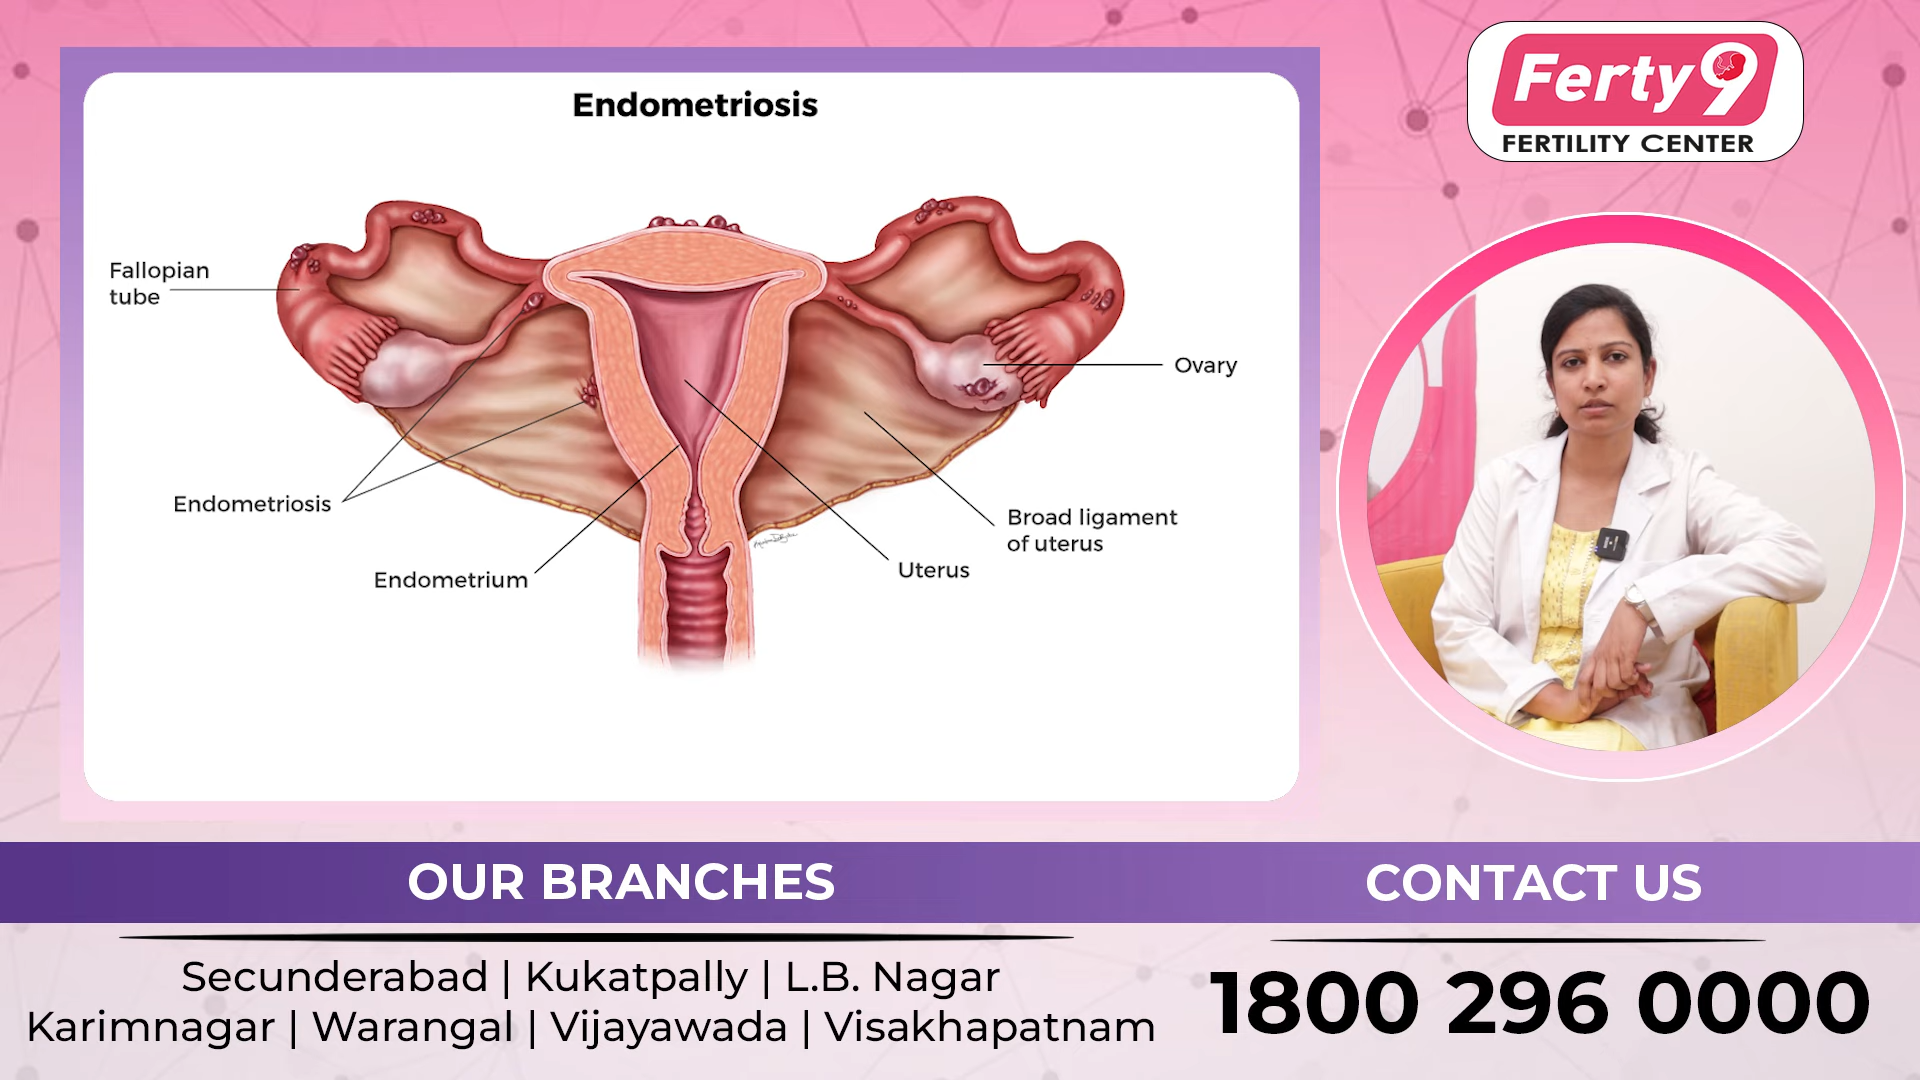 Endometriosis
Fallopian
tube
Ovary
Endometriosis
Broad ligament
of uterus
Endometrium
Uterus
Ferty9
FERTILITY CENTER
OUR BRANCHES
Secunderabad | Kukatpally | L.B. Nagar
Karimnagar | Warangal | Vijayawada | Visakhapatnam
CONTACT US
1800 296 0000